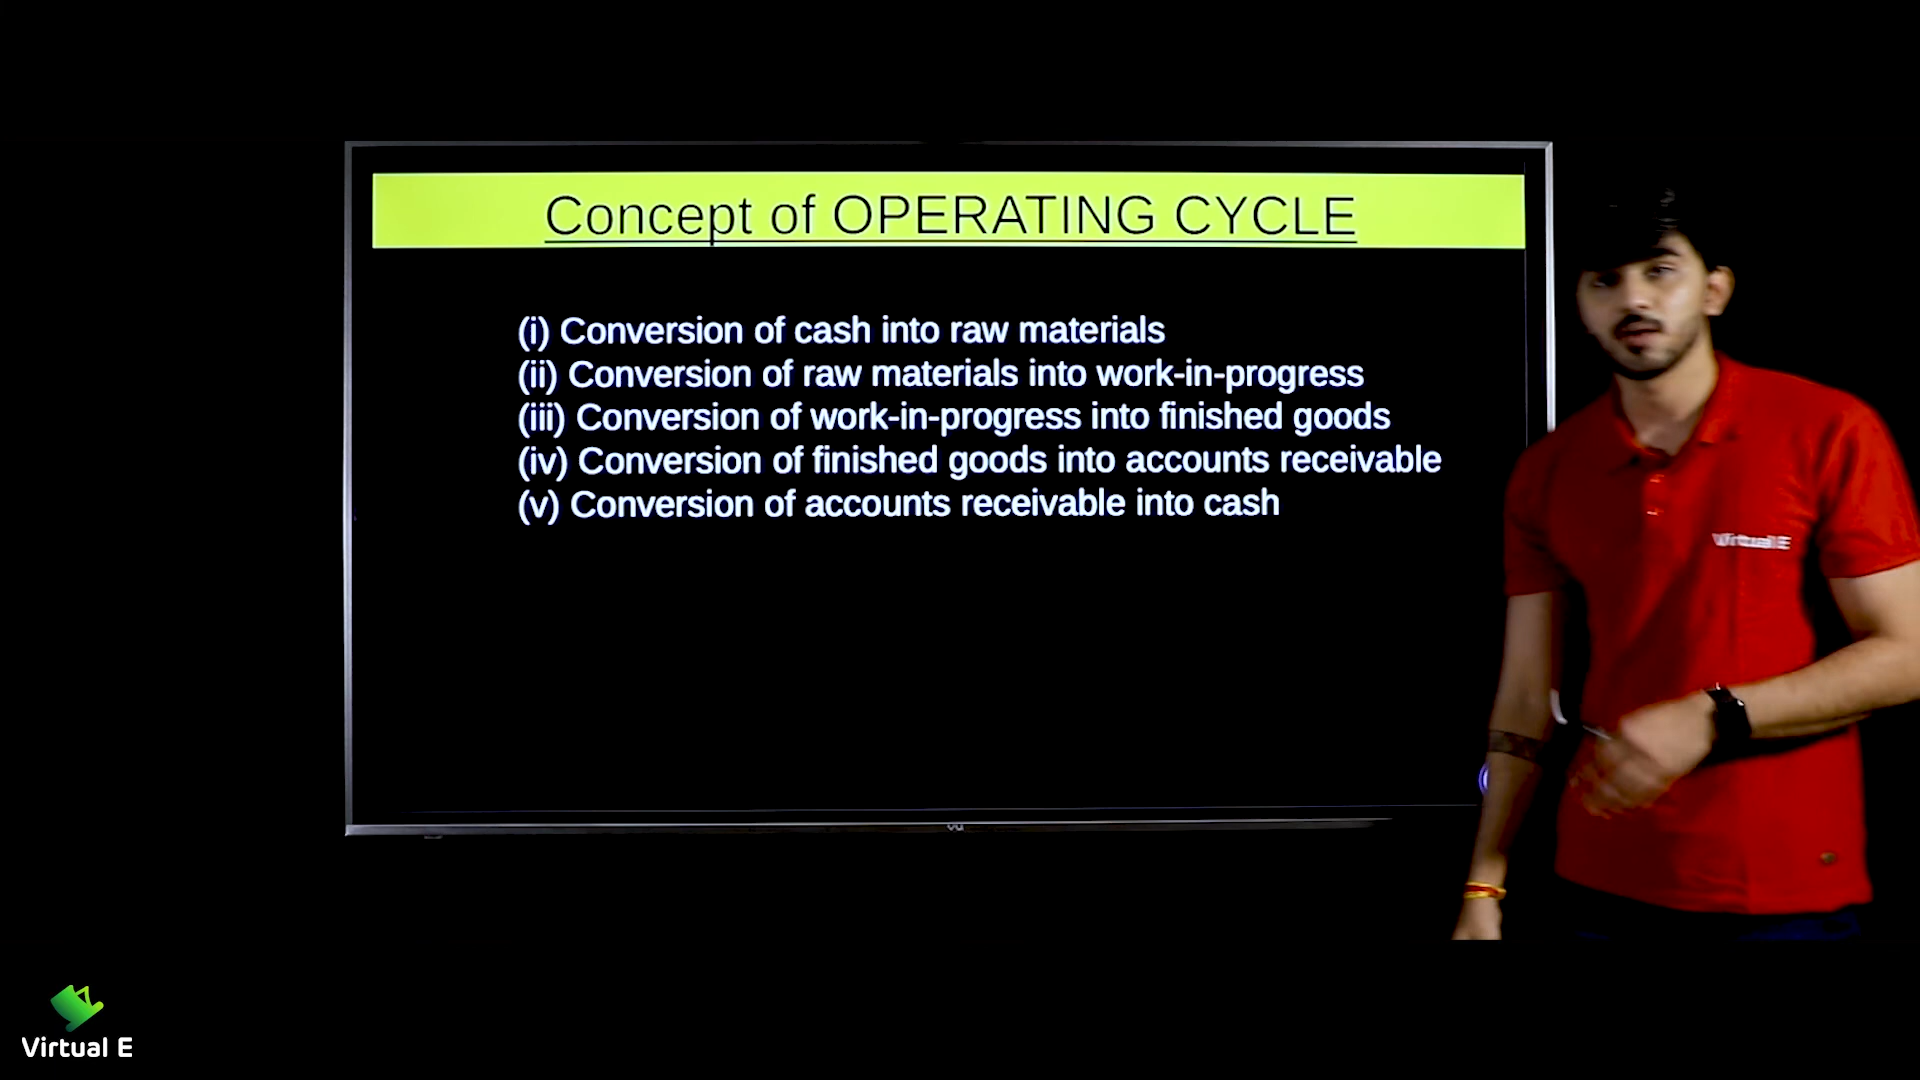 Concept of OPERATING CYCLE
(i) Conversion of cash into raw materials
(ii) Conversion of raw materials into work-in-progress
(iii) Conversion of work-in-progress into finished goods
(iv) Conversion of finished goods into accounts receivable
(v) Conversion of accounts receivable into cash
Virtual E
vu
Virtual E